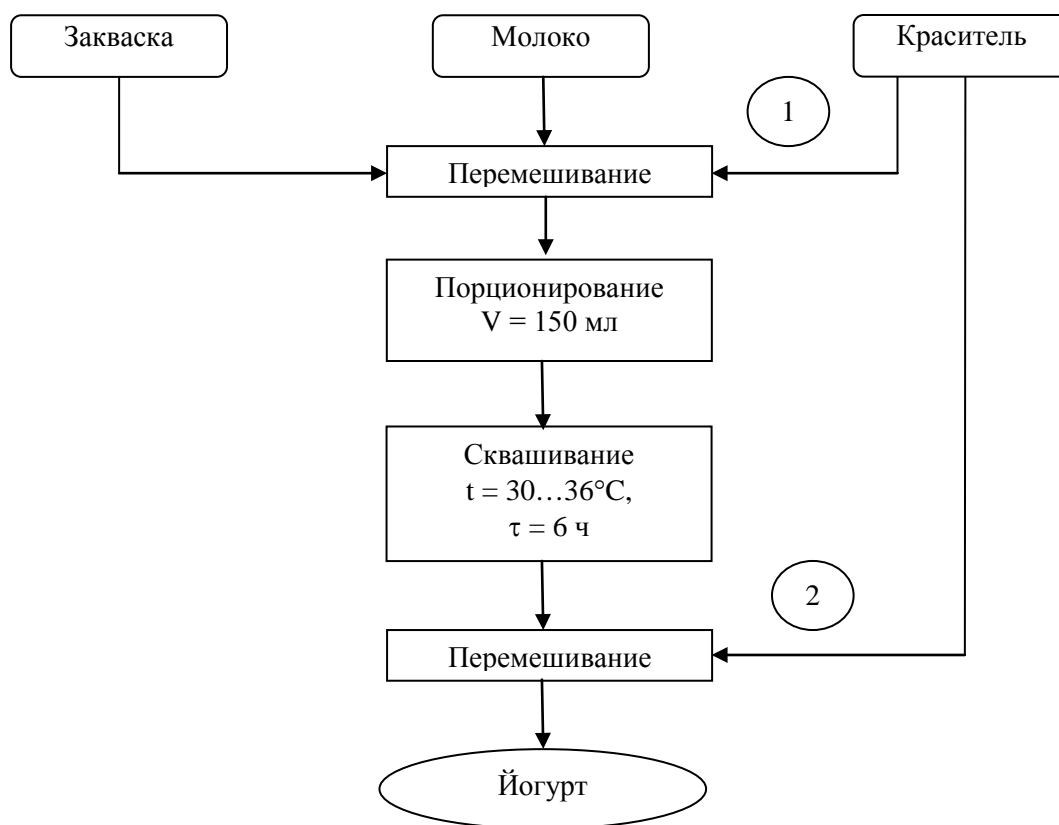 Закваска
Молоко
Краситель
1
Перемешивание
Порционирование
V = 150 мл
Сквашивание
t = 30…36°C,
τ = 6 ч
2
Перемешивание
Йогурт